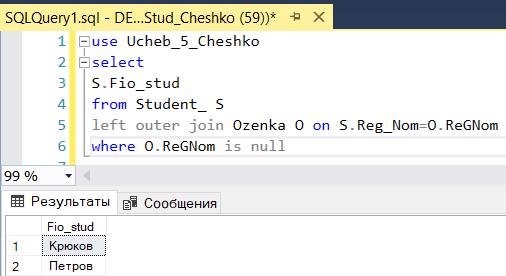 SQLQuery1.sql - DE...Stud_Cheshko (59))*
1 use Ucheb_5_Cheshko
2 select
3 S.Fio_stud
4 from Student_ S
5 left outer join Ozenka O on S.Reg_Nom=O.ReGNom
6 where O.ReGNom is null
7
99 %
Результаты Сообщения
Fio_stud
1 Крюков
2 Петров